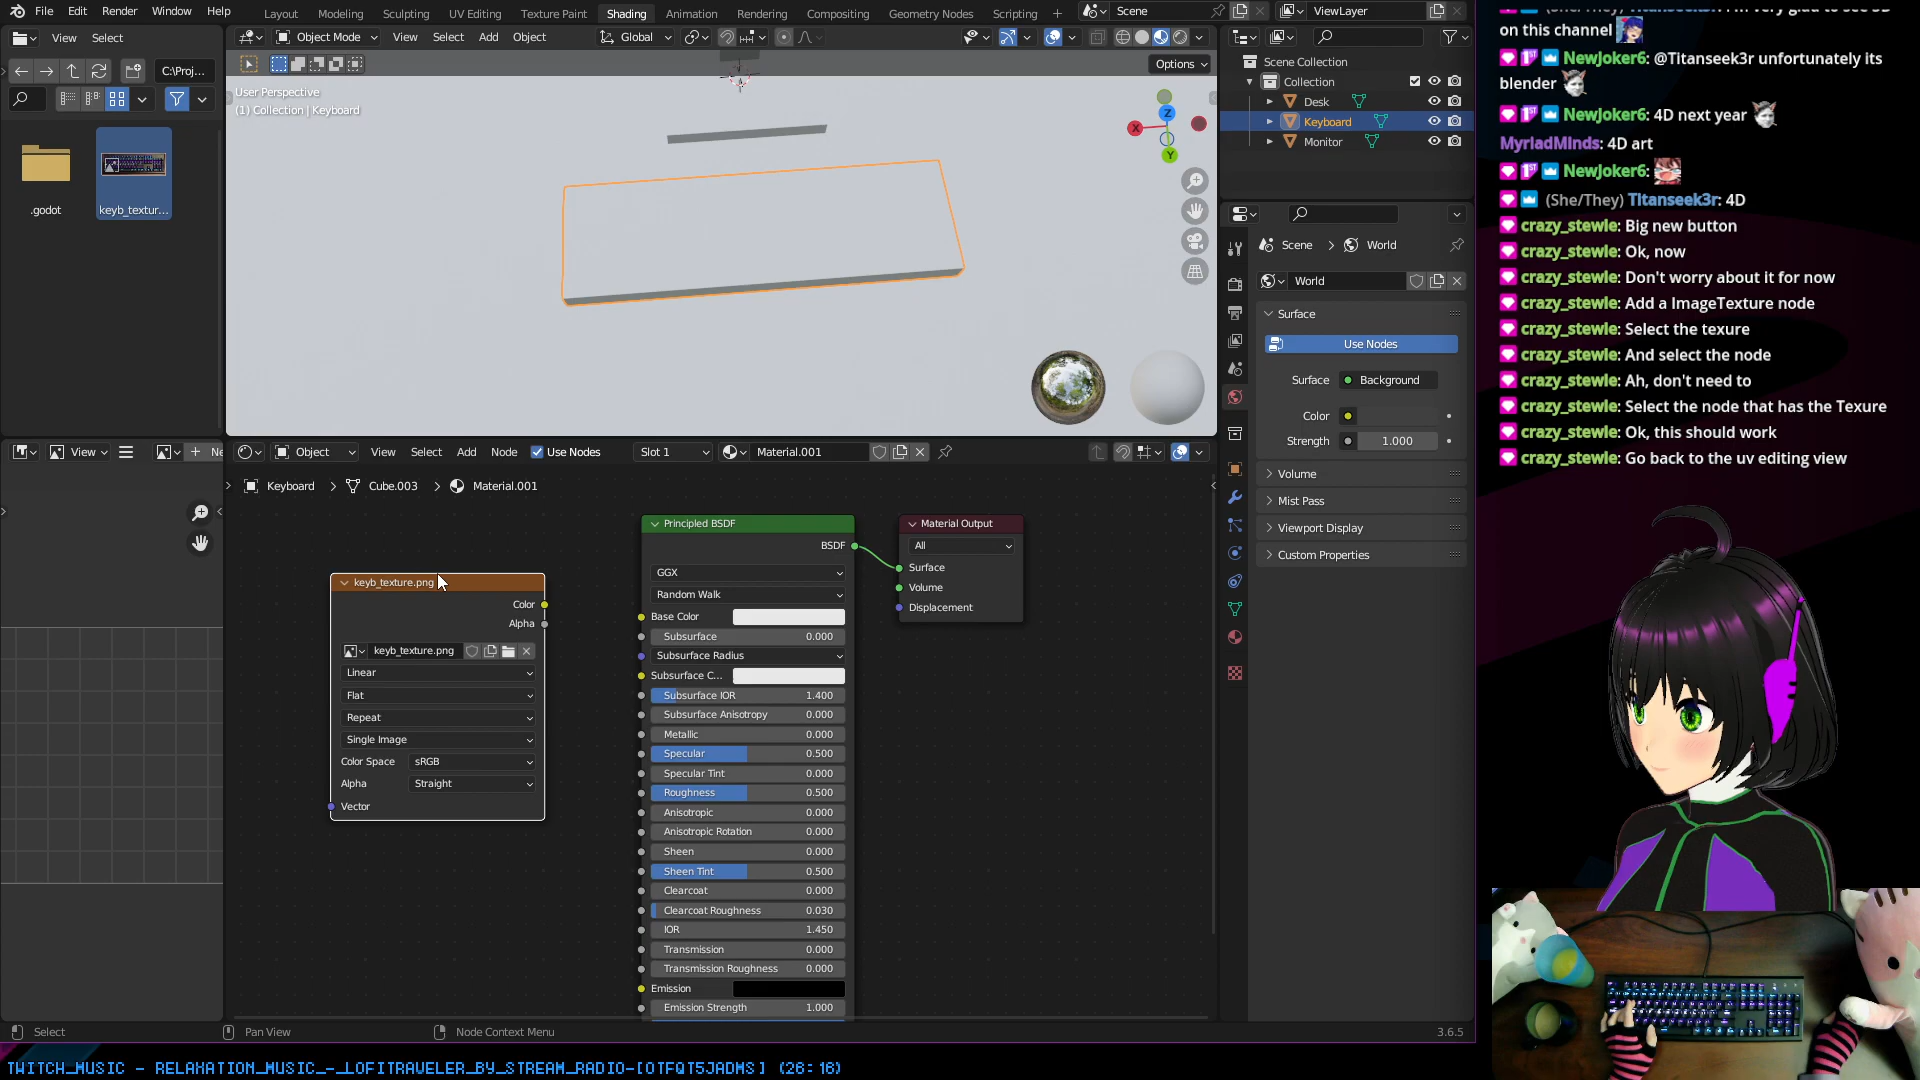 File Edit Render Window Help
Layout Modeling Sculpting UV Editing Texture Paint Shading Animation Rendering Compositing Geometry Nodes Scripting +
Scene
ViewLayer
View Select
Object Mode View Select Add Object
Global
C:\Proj...
Options
User Perspective
(1) Collection | Keyboard
X Z Y
.godot
keyb_textur...
Scene Collection
Collection
Desk
Keyboard
Monitor
Scene > World
World
Surface
Use Nodes
Surface Background
Color
Strength 1.000
Volume
Mist Pass
Viewport Display
Custom Properties
View
Ne
Object View Select Add Node Use Nodes Slot 1 Material.001
Keyboard > Cube.003 > Material.001
keyb_texture.png
Color
Alpha
keyb_texture.png
Linear
Flat
Repeat
Single Image
Color Space sRGB
Alpha Straight
Vector
Principled BSDF
BSDF
GGX
Random Walk
Base Color
Subsurface 0.000
Subsurface Radius
Subsurface C...
Subsurface IOR 1.400
Subsurface Anisotropy 0.000
Metallic 0.000
Specular 0.500
Specular Tint 0.000
Roughness 0.500
Anisotropic 0.000
Anisotropic Rotation 0.000
Sheen 0.000
Sheen Tint 0.500
Clearcoat 0.000
Clearcoat Roughness 0.030
IOR 1.450
Transmission 0.000
Transmission Roughness 0.000
Emission
Emission Strength 1.000
Material Output
All
Surface
Volume
Displacement
Select Pan View Node Context Menu 3.6.5
on this channel
NewJoker6: @Titanseek3r unfortunately its
blender
NewJoker6: 4D next year
MyriadMinds: 4D art
NewJoker6:
(She/They) Titanseek3r: 4D
crazy_stewie: Big new button
crazy_stewie: Ok, now
crazy_stewie: Don't worry about it for now
crazy_stewie: Add a ImageTexture node
crazy_stewie: Select the texure
crazy_stewie: And select the node
crazy_stewie: Ah, don't need to
crazy_stewie: Select the node that has the Texure
crazy_stewie: Ok, this should work
crazy_stewie: Go back to the uv editing view
TWITCH_MUSIC - RELAXATION_MUSIC_-_LOFITRAVELER_BY_STREAM_RADIO-[OTFQT5JADMS] (26:16)